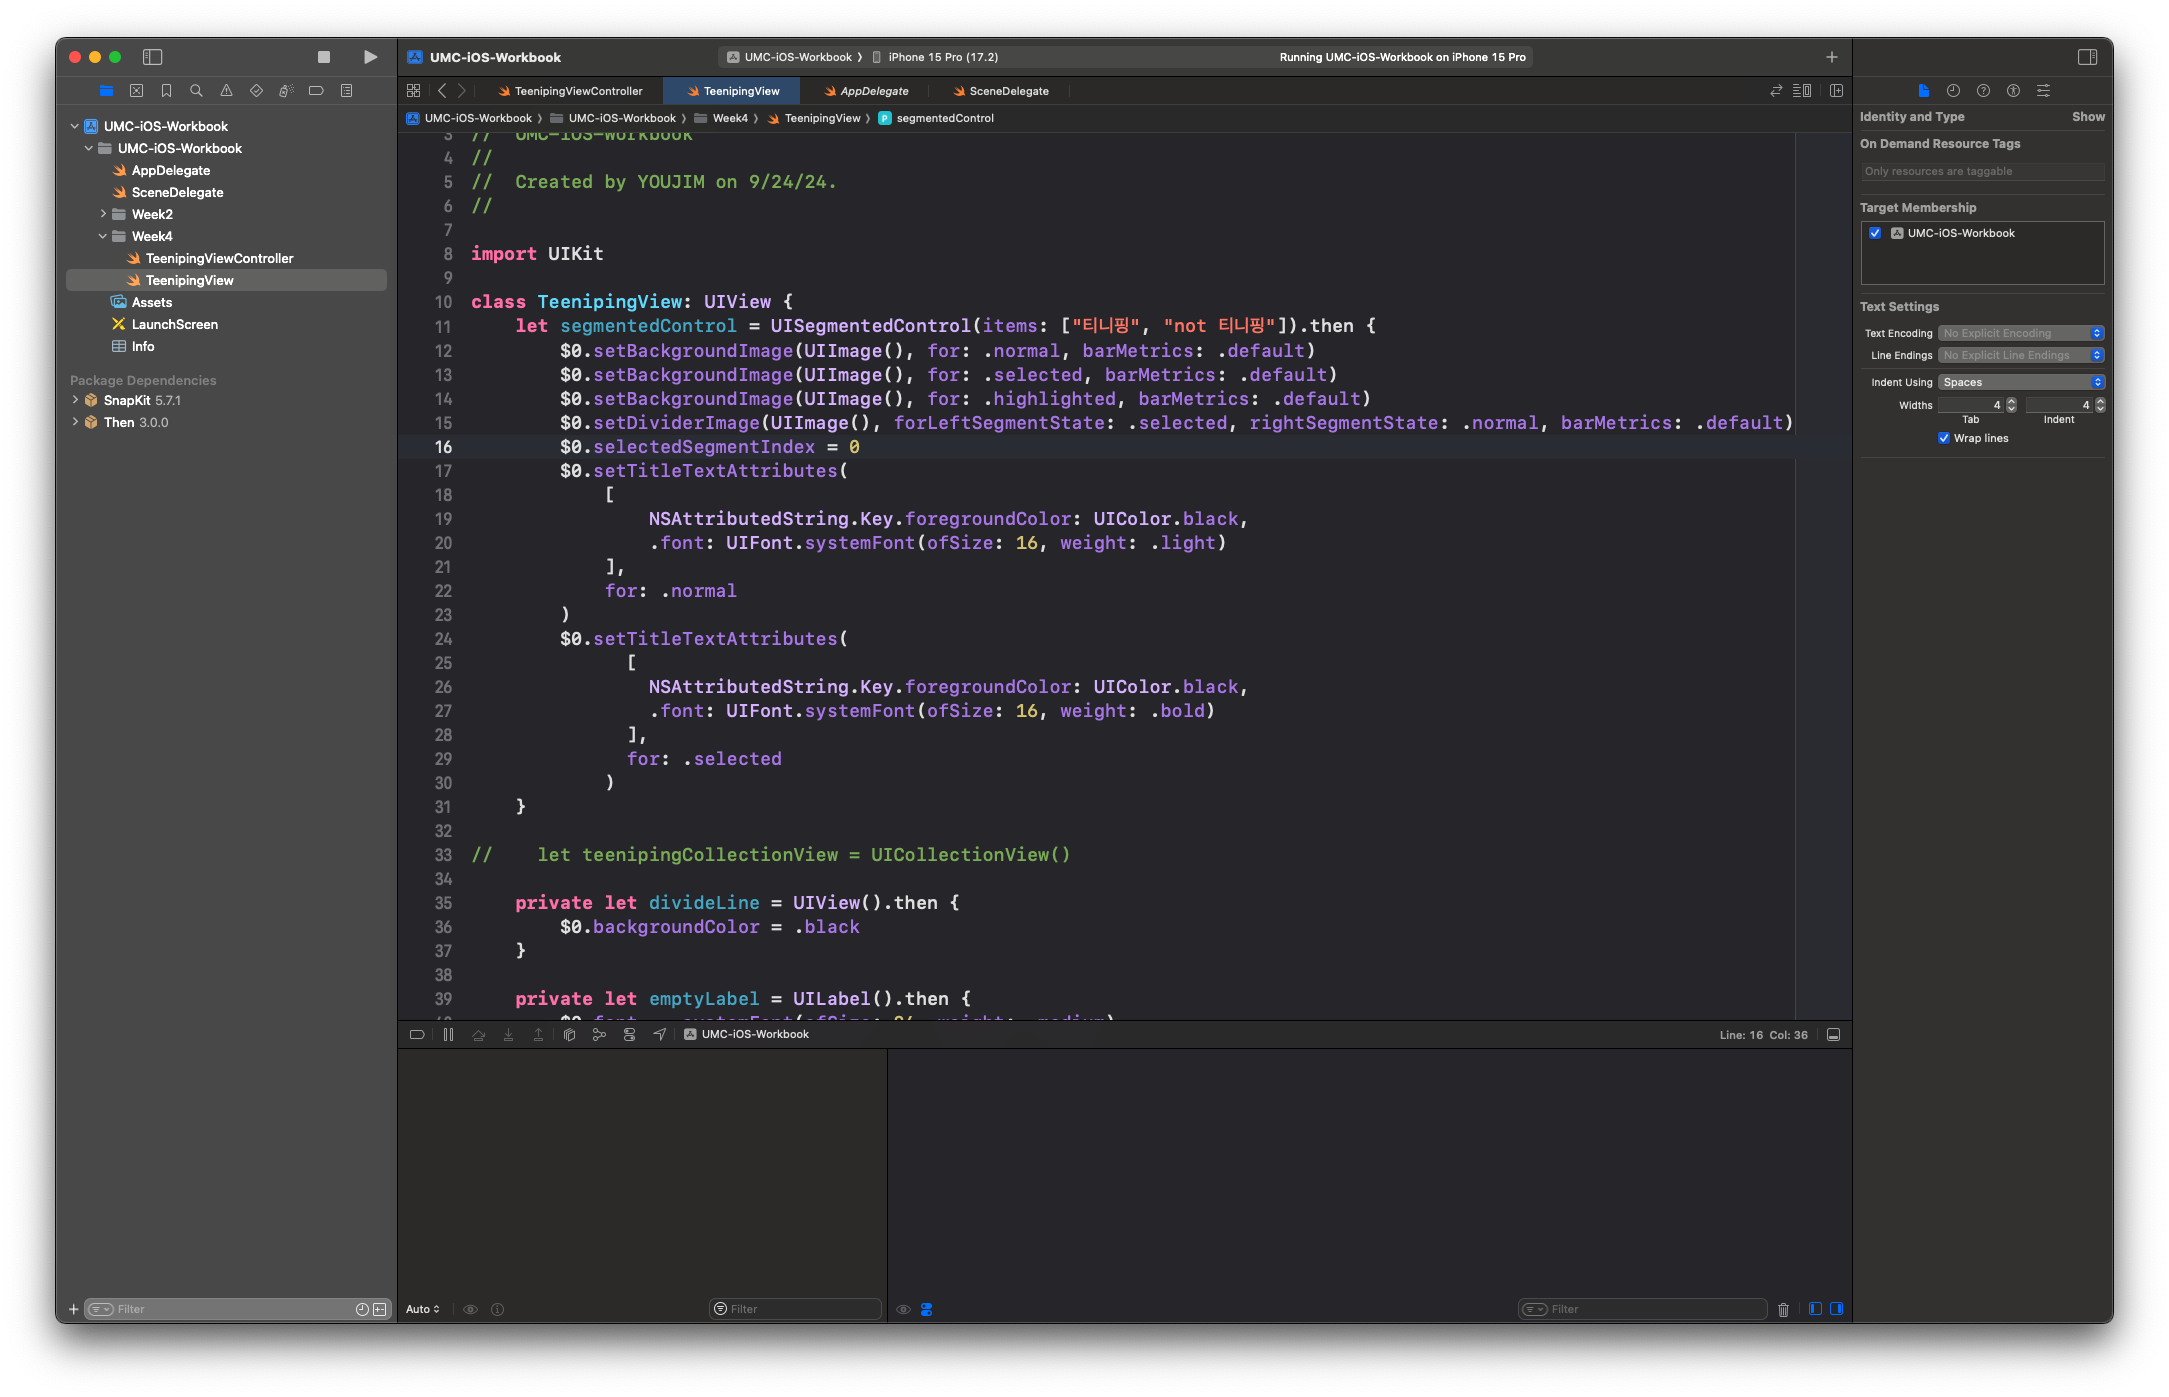 UMC-iOS-Workbook
UMC-iOS-Workbook
iPhone 15 Pro (17.2)
Running UMC-iOS-Workbook on iPhone 15 Pro
TeenipingViewController
TeenipingView
AppDelegate
SceneDelegate
UMC-iOS-Workbook
UMC-iOS-Workbook
Week4
TeenipingView
P segmentedControl
UMC-iOS-Workbook
UMC-iOS-Workbook
AppDelegate
SceneDelegate
Week2
Week4
TeenipingViewController
TeenipingView
Assets
LaunchScreen
Info
Package Dependencies
SnapKit 5.7.1
Then 3.0.0
Filter
3 //  UMC-iOS-Workbook
4 //
5 //  Created by YOUJIM on 9/24/24.
6 //
7
8 import UIKit
9
10 class TeenipingView: UIView {
11     let segmentedControl = UISegmentedControl(items: ["티니핑", "not 티니핑"]).then {
12         $0.setBackgroundImage(UIImage(), for: .normal, barMetrics: .default)
13         $0.setBackgroundImage(UIImage(), for: .selected, barMetrics: .default)
14         $0.setBackgroundImage(UIImage(), for: .highlighted, barMetrics: .default)
15         $0.setDividerImage(UIImage(), forLeftSegmentState: .selected, rightSegmentState: .normal, barMetrics: .default)
16         $0.selectedSegmentIndex = 0
17         $0.setTitleTextAttributes(
18             [
19                 NSAttributedString.Key.foregroundColor: UIColor.black,
20                 .font: UIFont.systemFont(ofSize: 16, weight: .light)
21             ],
22             for: .normal
23         )
24         $0.setTitleTextAttributes(
25               [
26                 NSAttributedString.Key.foregroundColor: UIColor.black,
27                 .font: UIFont.systemFont(ofSize: 16, weight: .bold)
28               ],
29               for: .selected
30             )
31     }
32
33 //    let teenipingCollectionView = UICollectionView()
34
35     private let divideLine = UIView().then {
36         $0.backgroundColor = .black
37     }
38
39     private let emptyLabel = UILabel().then {
UMC-iOS-Workbook
Line: 16 Col: 36
Auto
Filter
Filter
Identity and Type
Show
On Demand Resource Tags
Only resources are taggable
Target Membership
UMC-iOS-Workbook
Text Settings
Text Encoding No Explicit Encoding
Line Endings No Explicit Line Endings
Indent Using Spaces
Widths 4 4
Tab Indent
Wrap lines